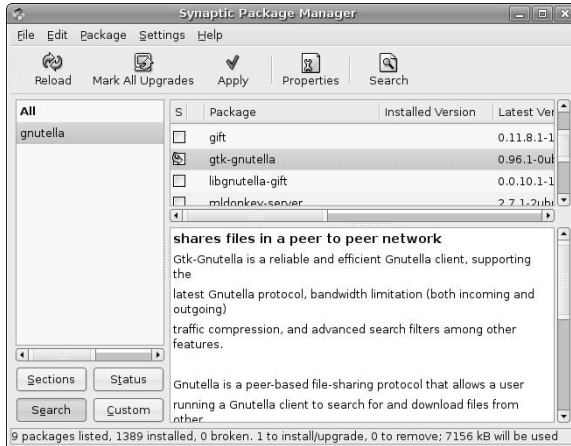 Synaptic Package Manager
File Edit Package Settings Help
Reload Mark All Upgrades Apply Properties Search
All
gnutella
S Package Installed Version Latest Ver
gift 0.11.8.1-1
gtk-gnutella 0.96.1-0ub
libgnutella-gift 0.0.10.1-1
mldonkey-server 2.7.1-2ubu
shares files in a peer to peer network
Gtk-Gnutella is a reliable and efficient Gnutella client, supporting
the
latest Gnutella protocol, bandwidth limitation (both incoming and
outgoing)
traffic compression, and advanced search filters among other
features.
Gnutella is a peer-based file-sharing protocol that allows a user
running a Gnutella client to search for and download files from
other
Sections Status
Search Custom
9 packages listed, 1389 installed, 0 broken. 1 to install/upgrade, 0 to remove; 7156 kB will be used